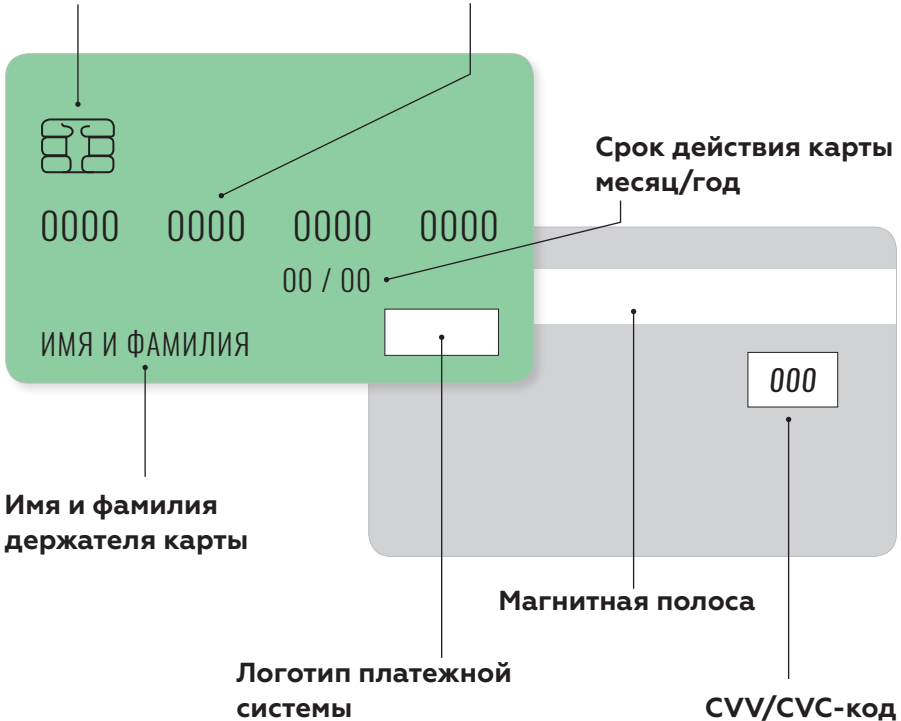 Срок действия карты
месяц/год
0000 0000 0000 0000
00 / 00
ИМЯ И ФАМИЛИЯ
000
Имя и фамилия
держателя карты
Магнитная полоса
Логотип платежной
системы
CVV/CVC-код